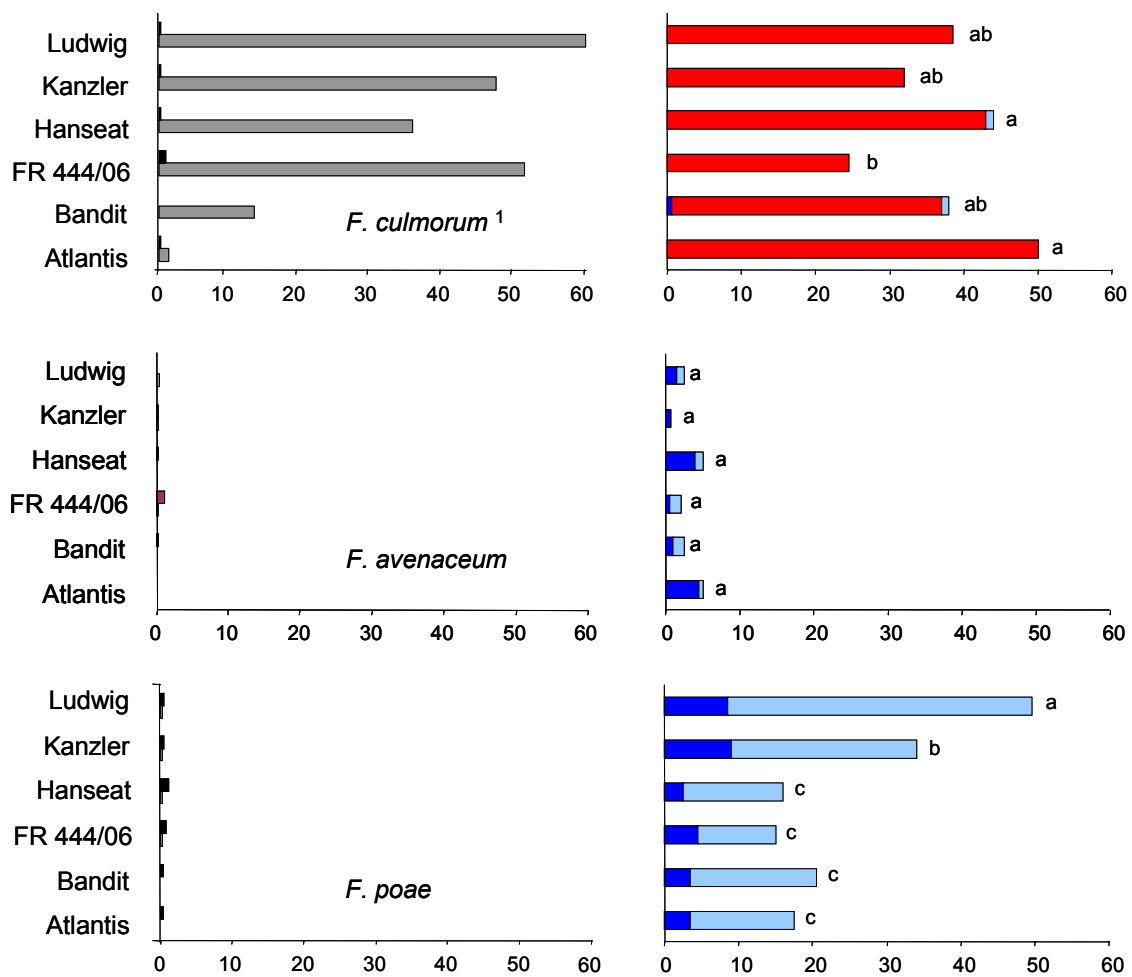 Ludwig ab
Kanzler ab
Hanseat a
FR 444/06 b
Bandit ab
F. culmorum 1
Atlantis a
0 10 20 30 40 50 60 0 10 20 30 40 50 60
Ludwig a
Kanzler a
Hanseat a
FR 444/06 a
Bandit a
F. avenaceum
Atlantis a
0 10 20 30 40 50 60 0 10 20 30 40 50 60
Ludwig a
Kanzler b
Hanseat c
FR 444/06 c
Bandit c
F. poae
Atlantis c
0 10 20 30 40 50 60 0 10 20 30 40 50 60